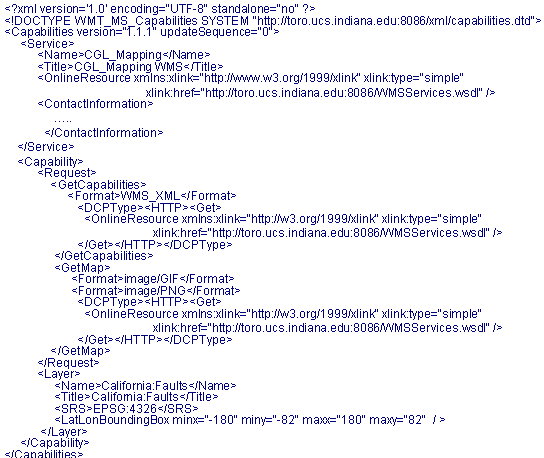 <?xml version='1.0' encoding="UTF-8" standalone="no" ?>
<!DOCTYPE WMT_MS_Capabilities SYSTEM "http://toro.ucs.indiana.edu:8086/xml/capabilities.dtd">
<Capabilities version="1.1.1" updateSequence="0">
<Service>
<Name>CGL_Mapping</Name>
<Title>CGL_Mapping WMS</Title>
<OnlineResource xmlns:xlink="http://www.w3.org/1999/xlink" xlink:type="simple"
xlink:href="http://toro.ucs.indiana.edu:8086/WMSServices.wsdl" />
<ContactInformation>
.....
</ContactInformation>
</Service>
<Capability>
<Request>
<GetCapabilities>
<Format>WMS_XML</Format>
<DCPType><HTTP><Get>
<OnlineResource xmlns:xlink="http://w3.org/1999/xlink" xlink:type="simple"
xlink:href="http://toro.ucs.indiana.edu:8086/WMSServices.wsdl" />
</Get></HTTP></DCPType>
</GetCapabilities>
<GetMap>
<Format>image/GIF</Format>
<Format>image/PNG</Format>
<DCPType><HTTP><Get>
<OnlineResource xmlns:xlink="http://w3.org/1999/xlink" xlink:type="simple"
xlink:href="http://toro.ucs.indiana.edu:8086/WMSServices.wsdl" />
</Get></HTTP></DCPType>
</GetMap>
</Request>
<Layer>
<Name>California:Faults</Name>
<Title>California:Faults</Title>
<SRS>EPSG:4326</SRS>
<LatLonBoundingBox minx="-180" miny="-82" maxx="180" maxy="82" / >
</Layer>
</Capability>
</Capabilities>